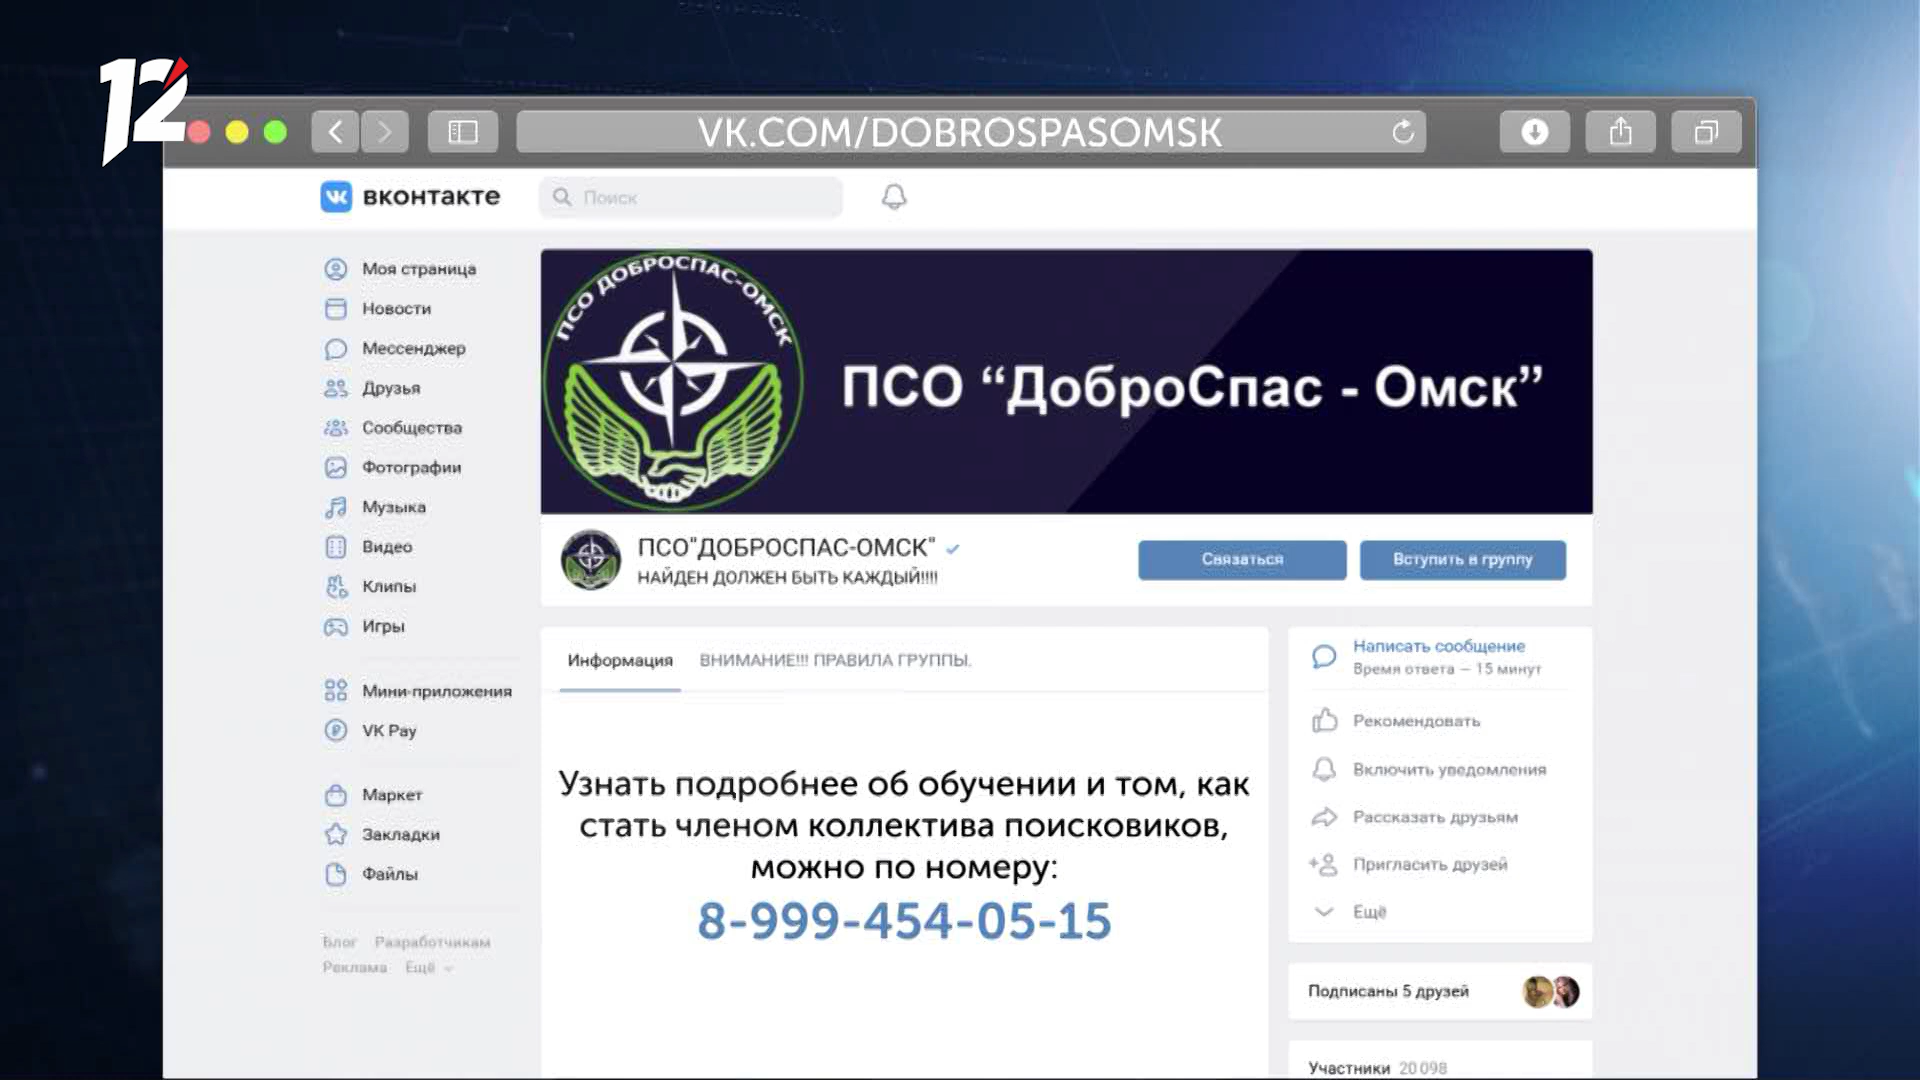 12
VK.COM/DOBROSPASOMSK
вконтакте
Поиск
Моя страница
Новости
Мессенджер
Друзья
Сообщества
Фотографии
Музыка
Видео
Клипы
Игры
Мини-приложения
VK Pay
Маркет
Закладки
Файлы
Блог Разработчикам
Реклама Ещё
ПСО ДОБРОСПАС-ОМСК
ПСО “ДоброСпас - Омск”
ПСО"ДОБРОСПАС-ОМСК"
НАЙДЕН ДОЛЖЕН БЫТЬ КАЖДЫЙ!!!!
Связаться
Вступить в группу
Информация
ВНИМАНИЕ!!! ПРАВИЛА ГРУППЫ.
Узнать подробнее об обучении и том, как
стать членом коллектива поисковиков,
можно по номеру:
8-999-454-05-15
Написать сообщение
Время ответа — 15 минут
Рекомендовать
Включить уведомления
Рассказать друзьям
Пригласить друзей
Ещё
Подписаны 5 друзей
Участники 20 098